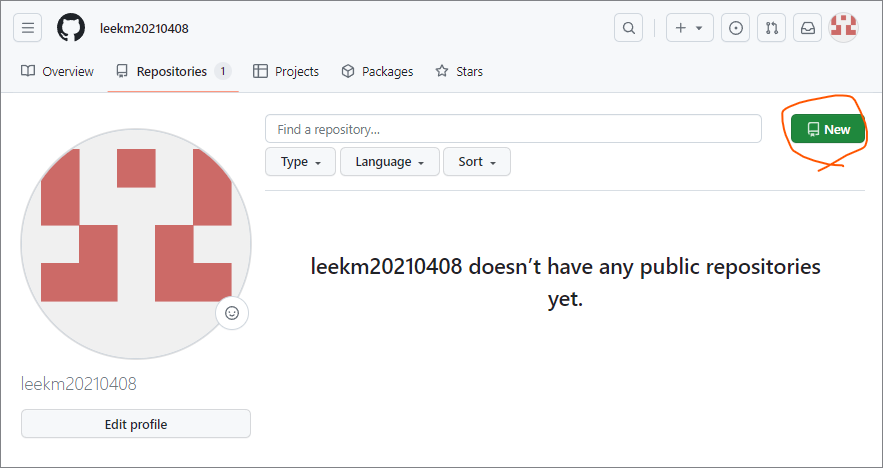 leekm20210408
Overview
Repositories 1
Projects
Packages
Stars
Find a repository...
New
Type
Language
Sort
leekm20210408 doesn’t have any public repositories
yet.
leekm20210408
Edit profile